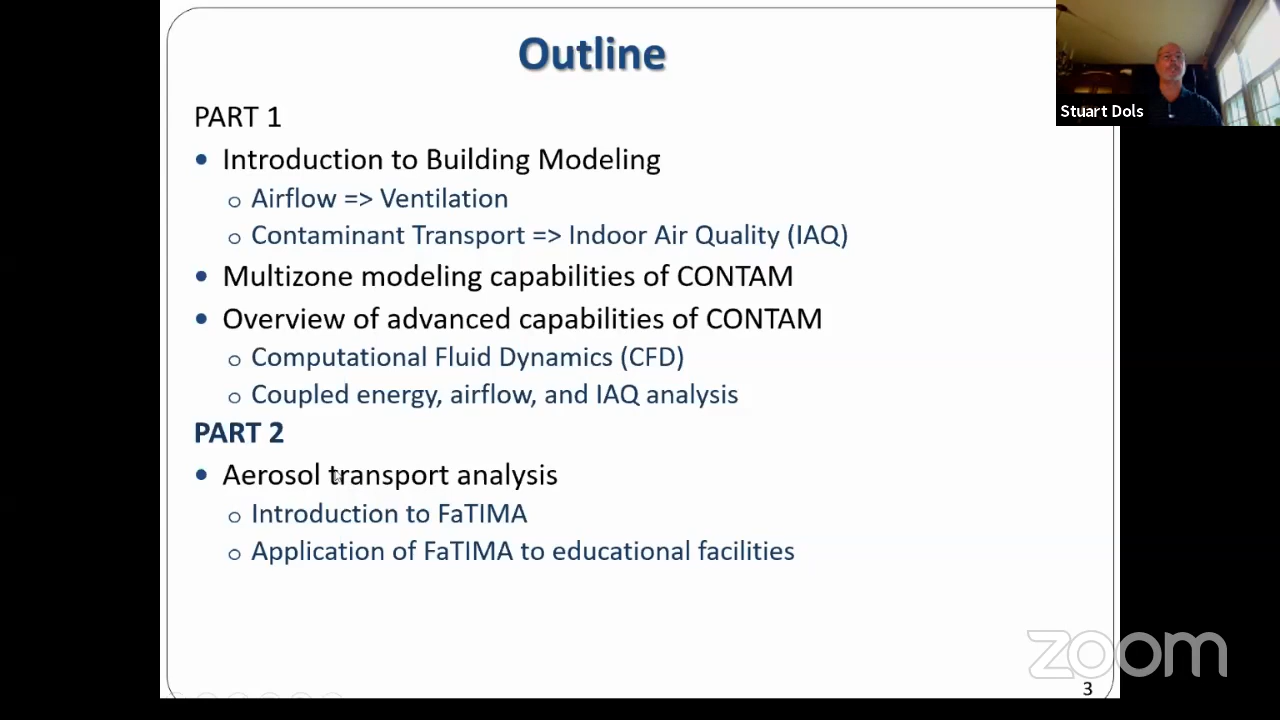 Outline
Stuart Dols
PART 1
• Introduction to Building Modeling
o Airflow => Ventilation
o Contaminant Transport => Indoor Air Quality (IAQ)
• Multizone modeling capabilities of CONTAM
• Overview of advanced capabilities of CONTAM
o Computational Fluid Dynamics (CFD)
o Coupled energy, airflow, and IAQ analysis
PART 2
• Aerosol transport analysis
o Introduction to FaTIMA
o Application of FaTIMA to educational facilities
zoom
3